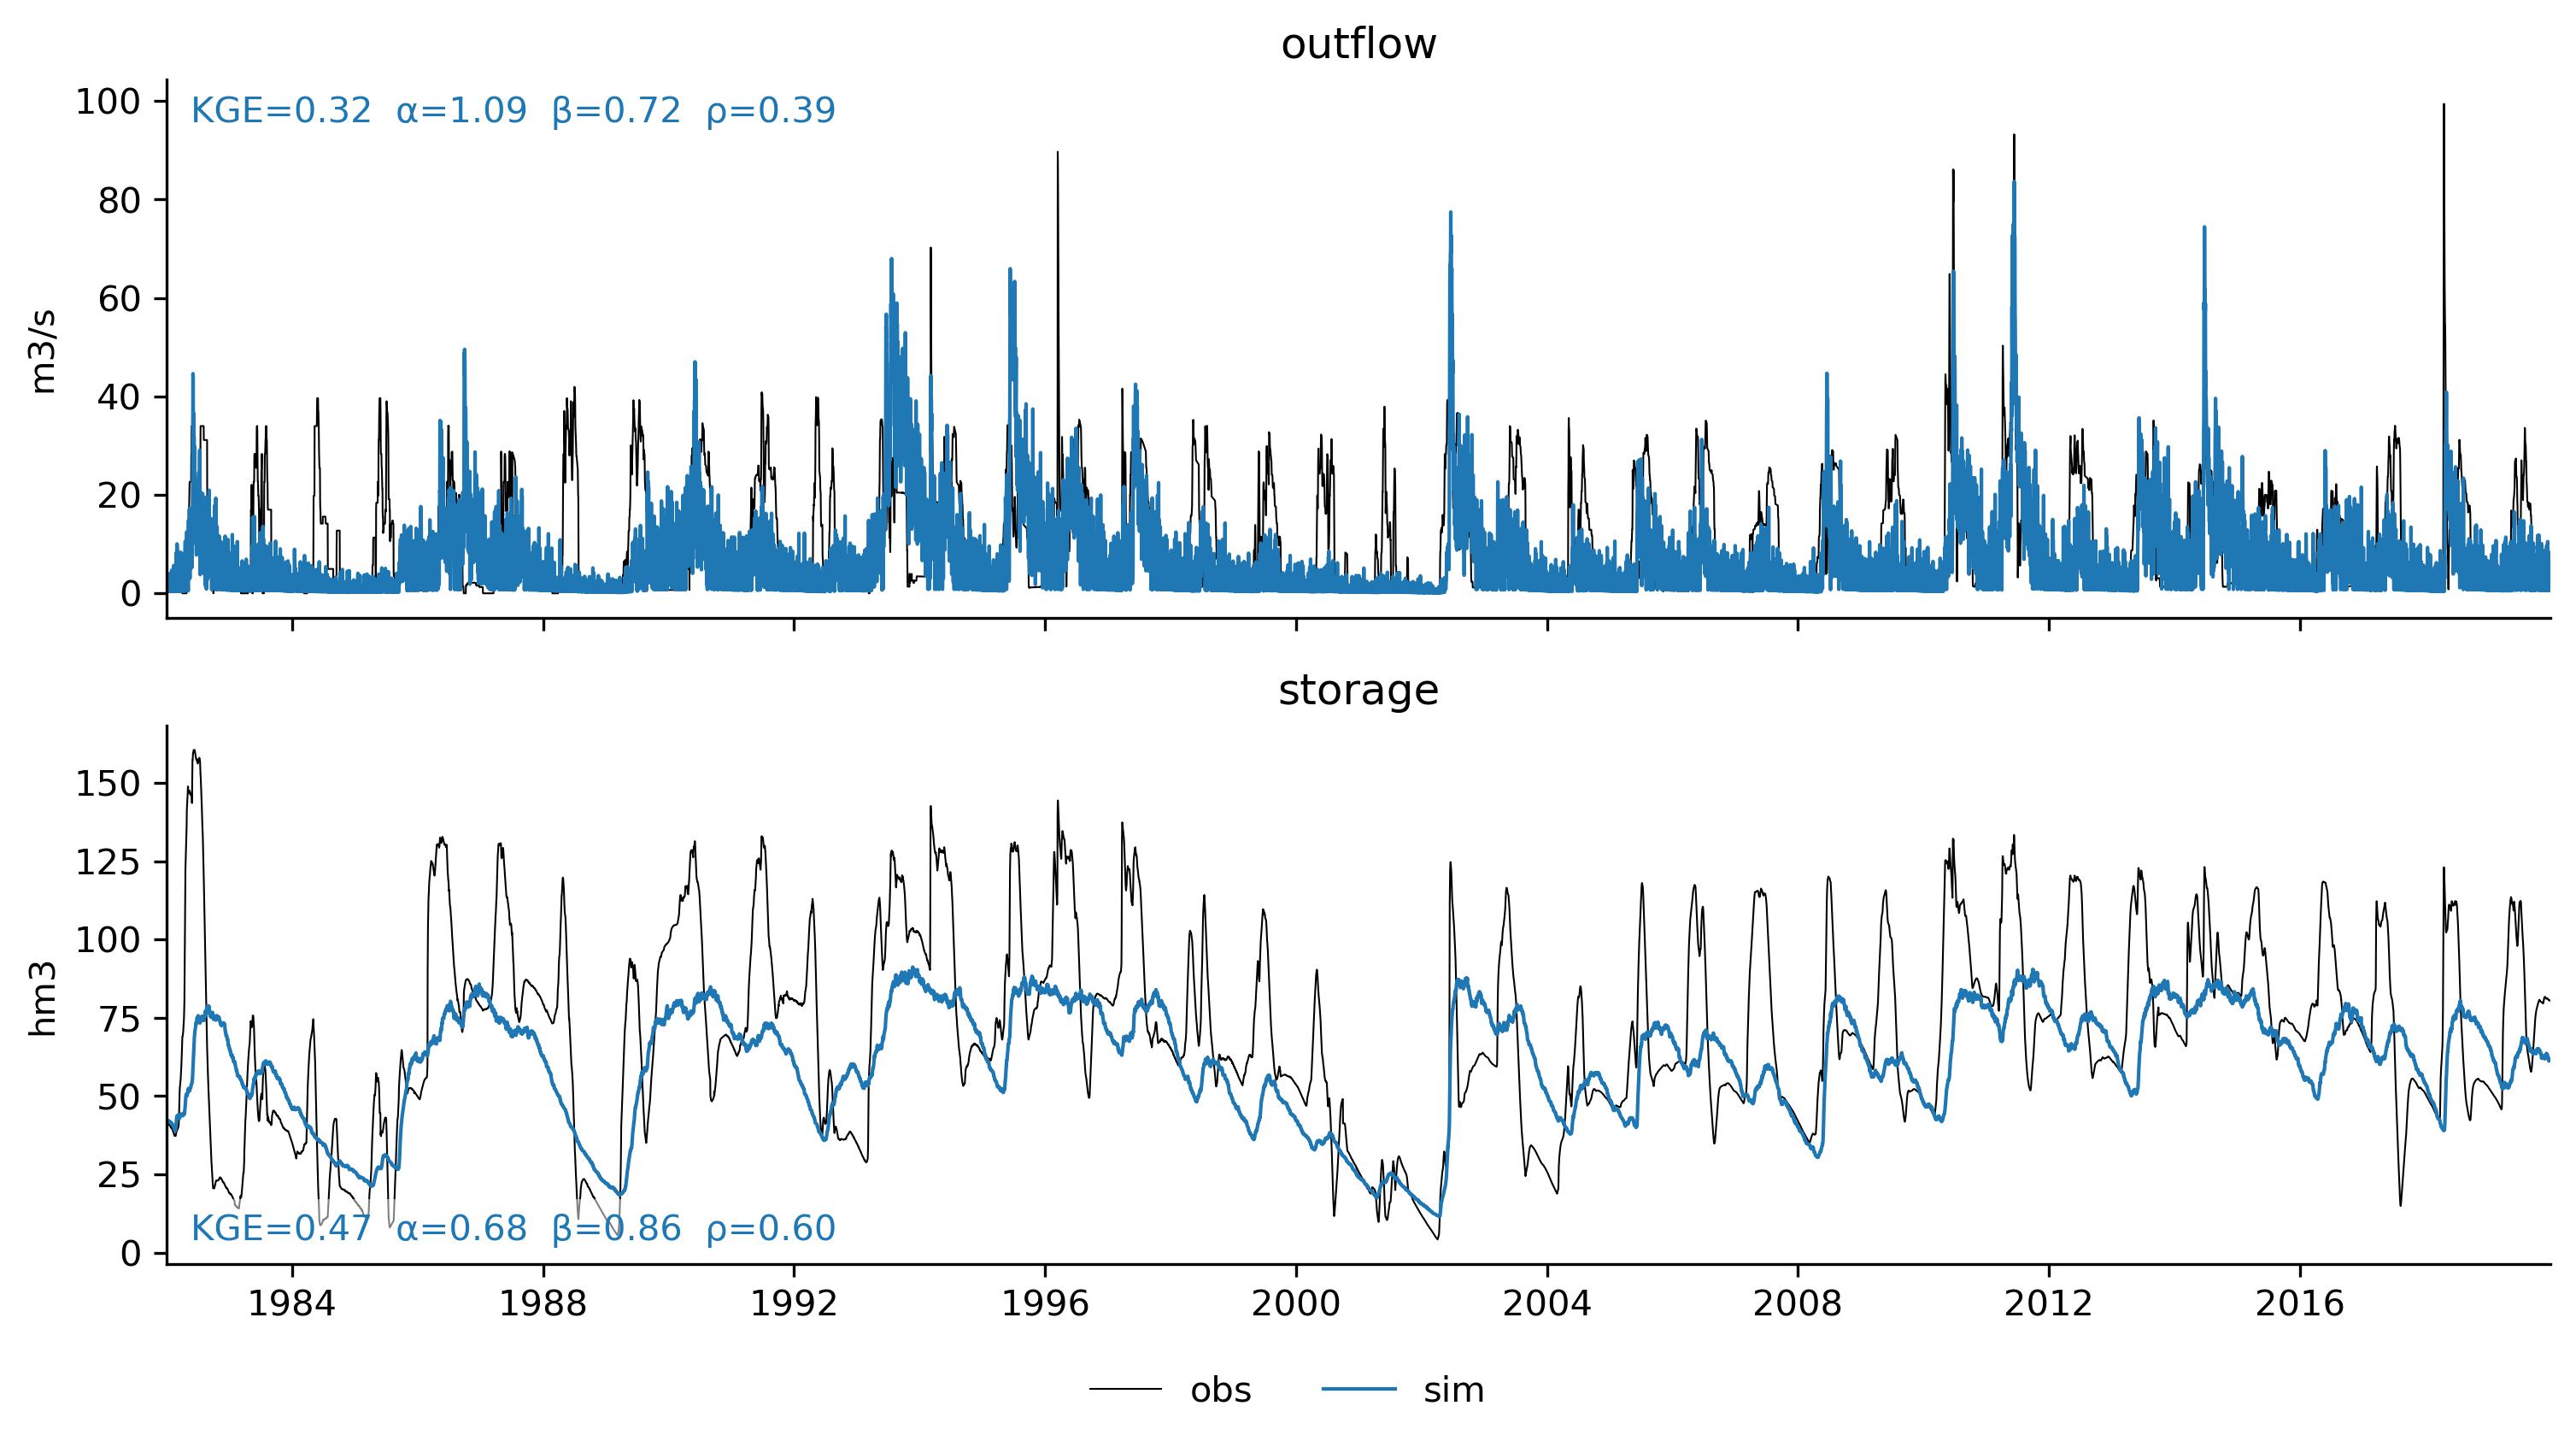 outflow
KGE=0.32 α=1.09 β=0.72 ρ=0.39
100
80
60
40
20
0
m3/s
storage
150
125
100
75
50
25
0
hm3
KGE=0.47 α=0.68 β=0.86 ρ=0.60
1984 1988 1992 1996 2000 2004 2008 2012 2016
obs sim